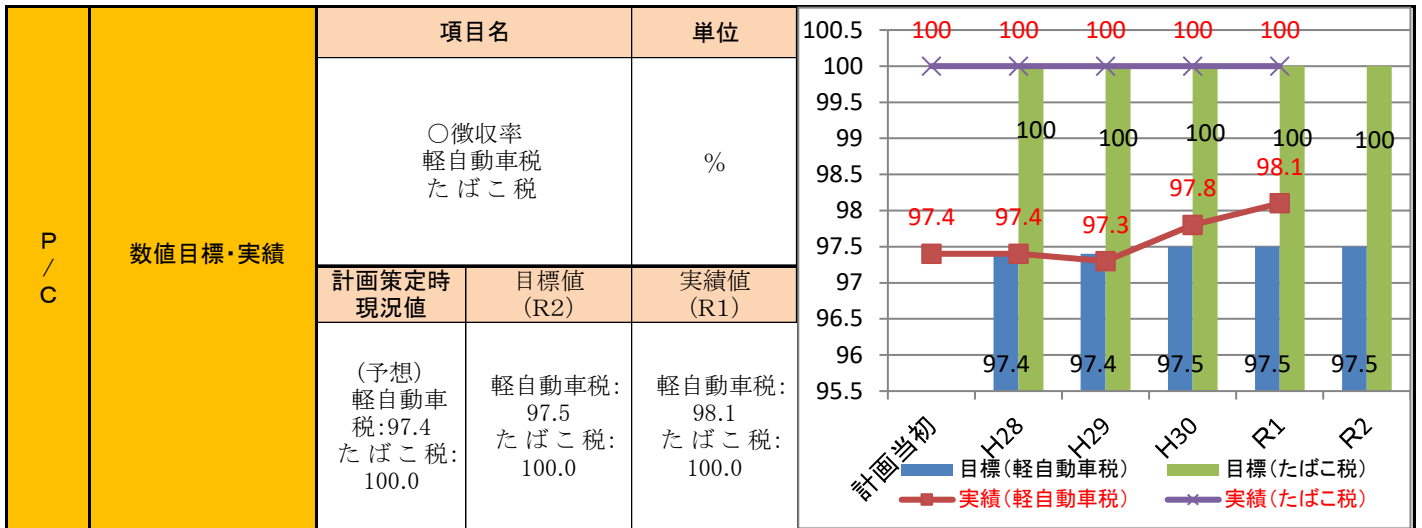 P
/
C
数値目標・実績
項目名
単位
○徴収率
軽自動車税
たばこ税
%
計画策定時
現況値
目標値
(R2)
実績値
(R1)
(予想)
軽自動車
税:97.4
たばこ税:
100.0
軽自動車税:
97.5
たばこ税:
100.0
軽自動車税:
98.1
たばこ税:
100.0
100.5
100
99.5
99
98.5
98
97.5
97
96.5
96
95.5
100 100 100 100 100
100 100 100 100 100
97.4 97.4 97.3 97.8 98.1
97.4 97.4 97.5 97.5 97.5
計画当初 H28 H29 H30 R1 R2
目標(軽自動車税) 目標(たばこ税)
実績(軽自動車税) 実績(たばこ税)